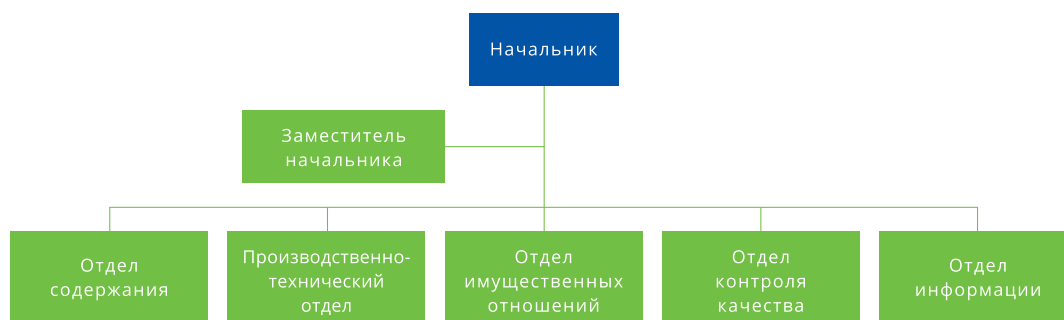 Начальник
Заместитель
начальника
Отдел
содержания
Производственно-
технический
отдел
Отдел
имущественных
отношений
Отдел
контроля
качества
Отдел
информации